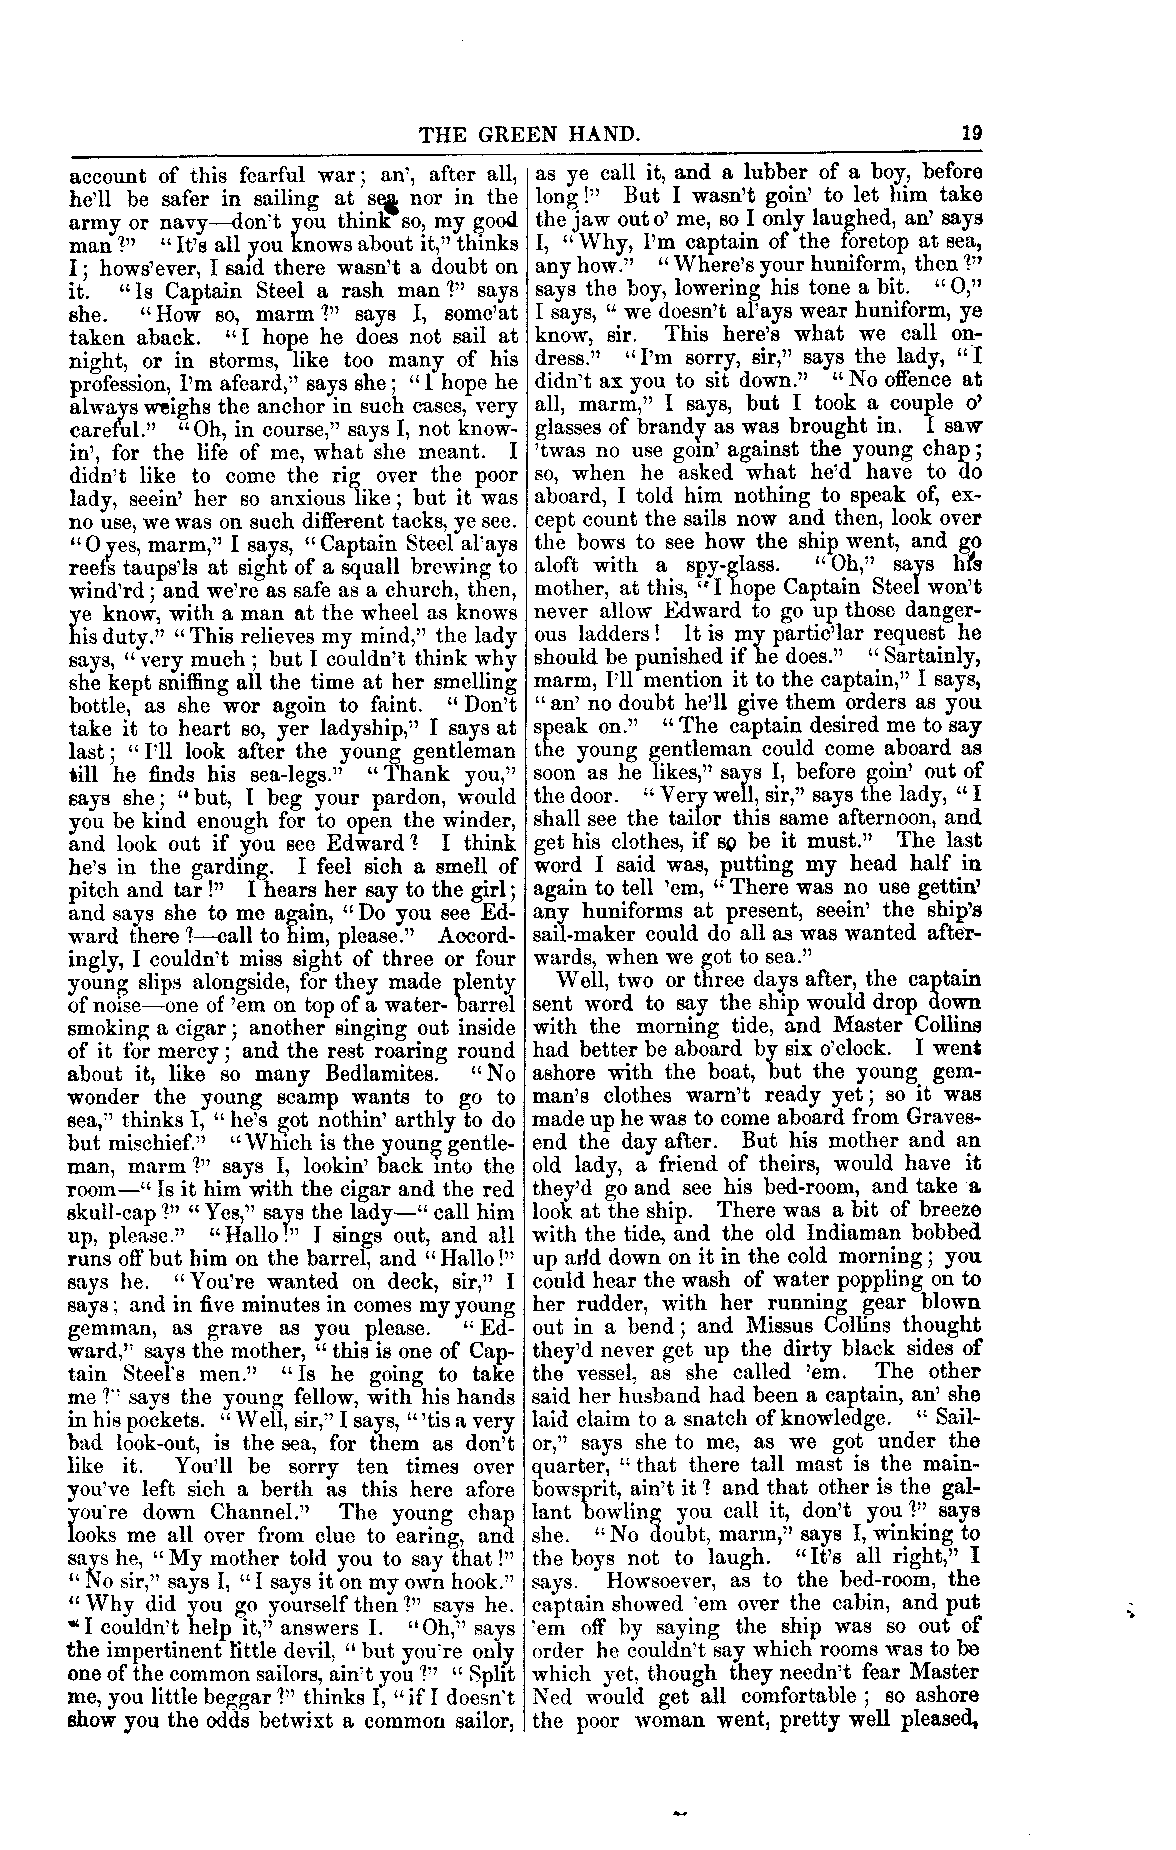 THE GREEN HAND. 19
account of this fearful war; an', after all,
he'll be safer in sailing at sea nor in the
army or navy—don't you think so, my good
man?" "It's all you knows about it," thinks
I; hows'ever, I said there wasn't a doubt on
it. "Is Captain Steel a rash man?" says
she. "How so, marm?" says I, some'at
taken aback. "I hope he does not sail at
night, or in storms, like too many of his
profession, I'm afeard," says she; "I hope he
always weighs the anchor in such cases, very
careful." "Oh, in course," says I, not know-
in', for the life of me, what she meant. I
didn't like to come the rig over the poor
lady, seein' her so anxious like; but it was
no use, we was on such different tacks, ye see.
"O yes, marm," I says, "Captain Steel al'ays
reefs taups'ls at sight of a squall brewing to
wind'rd; and we're as safe as a church, then,
ye know, with a man at the wheel as knows
his duty." "This relieves my mind," the lady
says, "very much; but I couldn't think why
she kept sniffing all the time at her smelling
bottle, as she wor agoin to faint. "Don't
take it to heart so, yer ladyship," I says at
last; "I'll look after the young gentleman
till he finds his sea-legs." "Thank you,"
says she; "but, I beg your pardon, would
you be kind enough for to open the winder,
and look out if you see Edward? I think
he's in the garding. I feel sich a smell of
pitch and tar!" I hears her say to the girl;
and says she to me again, "Do you see Ed-
ward there?—call to him, please." Accord-
ingly, I couldn't miss sight of three or four
young slips alongside, for they made plenty
of noise—one of 'em on top of a water- barrel
smoking a cigar; another singing out inside
of it for mercy; and the rest roaring round
about it, like so many Bedlamites. "No
wonder the young scamp wants to go to
sea," thinks I, "he's got nothin' arthly to do
but mischief." "Which is the young gentle-
man, marm?" says I, lookin' back into the
room—"Is it him with the cigar and the red
skull-cap?" "Yes," says the lady—"call him
up, please." "Hallo!" I sings out, and all
runs off but him on the barrel, and "Hallo!"
says he. "You're wanted on deck, sir," I
says; and in five minutes in comes my young
gemman, as grave as you please. "Ed-
ward," says the mother, "this is one of Cap-
tain Steel's men." "Is he going to take
me?" says the young fellow, with his hands
in his pockets. "Well, sir," I says, "'tis a very
bad look-out, is the sea, for them as don't
like it. You'll be sorry ten times over
you've left sich a berth as this here afore
you're down Channel." The young chap
looks me all over from clue to earing, and
says he, "My mother told you to say that!"
"No sir," says I, "I says it on my own hook."
"Why did you go yourself then?" says he.
"I couldn't help it," answers I. "Oh," says
the impertinent little devil, "but you're only
one of the common sailors, ain't you?" "Split
me, you little beggar!" thinks I, "if I doesn't
show you the odds betwixt a common sailor,
as ye call it, and a lubber of a boy, before
long!" But I wasn't goin' to let him take
the jaw out o' me, so I only laughed, an' says
I, "Why, I'm captain of the foretop at sea,
any how." "Where's your huniform, then?"
says the boy, lowering his tone a bit. "O,"
I says, "we doesn't al'ays wear huniform, ye
know, sir. This here's what we call on-
dress." "I'm sorry, sir," says the lady, "I
didn't ax you to sit down." "No offence at
all, marm," I says, but I took a couple o'
glasses of brandy as was brought in. I saw
'twas no use goin' against the young chap;
so, when he asked what he'd have to do
aboard, I told him nothing to speak of, ex-
cept count the sails now and then, look over
the bows to see how the ship went, and go
aloft with a spy-glass. "Oh," says his
mother, at this, "I hope Captain Steel won't
never allow Edward to go up those danger-
ous ladders! It is my partic'lar request he
should be punished if he does." "Sartainly,
marm, I'll mention it to the captain," I says,
"an' no doubt he'll give them orders as you
speak on." "The captain desired me to say
the young gentleman could come aboard as
soon as he likes," says I, before goin' out of
the door. "Very well, sir," says the lady, "I
shall see the tailor this same afternoon, and
get his clothes, if so be it must." The last
word I said was, putting my head half in
again to tell 'em, "There was no use gettin'
any huniforms at present, seein' the ship's
sail-maker could do all as was wanted after-
wards, when we got to sea."
Well, two or three days after, the captain
sent word to say the ship would drop down
with the morning tide, and Master Collins
had better be aboard by six o'clock. I went
ashore with the boat, but the young gem-
man's clothes warn't ready yet; so it was
made up he was to come aboard from Graves-
end the day after. But his mother and an
old lady, a friend of theirs, would have it
they'd go and see his bed-room, and take a
look at the ship. There was a bit of breeze
with the tide, and the old Indiaman bobbed
up and down on it in the cold morning; you
could hear the wash of water poppling on to
her rudder, with her running gear blown
out in a bend; and Missus Collins thought
they'd never get up the dirty black sides of
the vessel, as she called 'em. The other
said her husband had been a captain, an' she
laid claim to a snatch of knowledge. "Sail-
or," says she to me, as we got under the
quarter, "that there tall mast is the main-
bowsprit, ain't it? and that other is the gal-
lant bowling you call it, don't you?" says
she. "No doubt, marm," says I, winking to
the boys not to laugh. "It's all right," I
says. Howsoever, as to the bed-room, the
captain showed 'em over the cabin, and put
'em off by saying the ship was so out of
order he couldn't say which rooms was to be
which yet, though they needn't fear Master
Ned would get all comfortable; so ashore
the poor woman went, pretty well pleased,